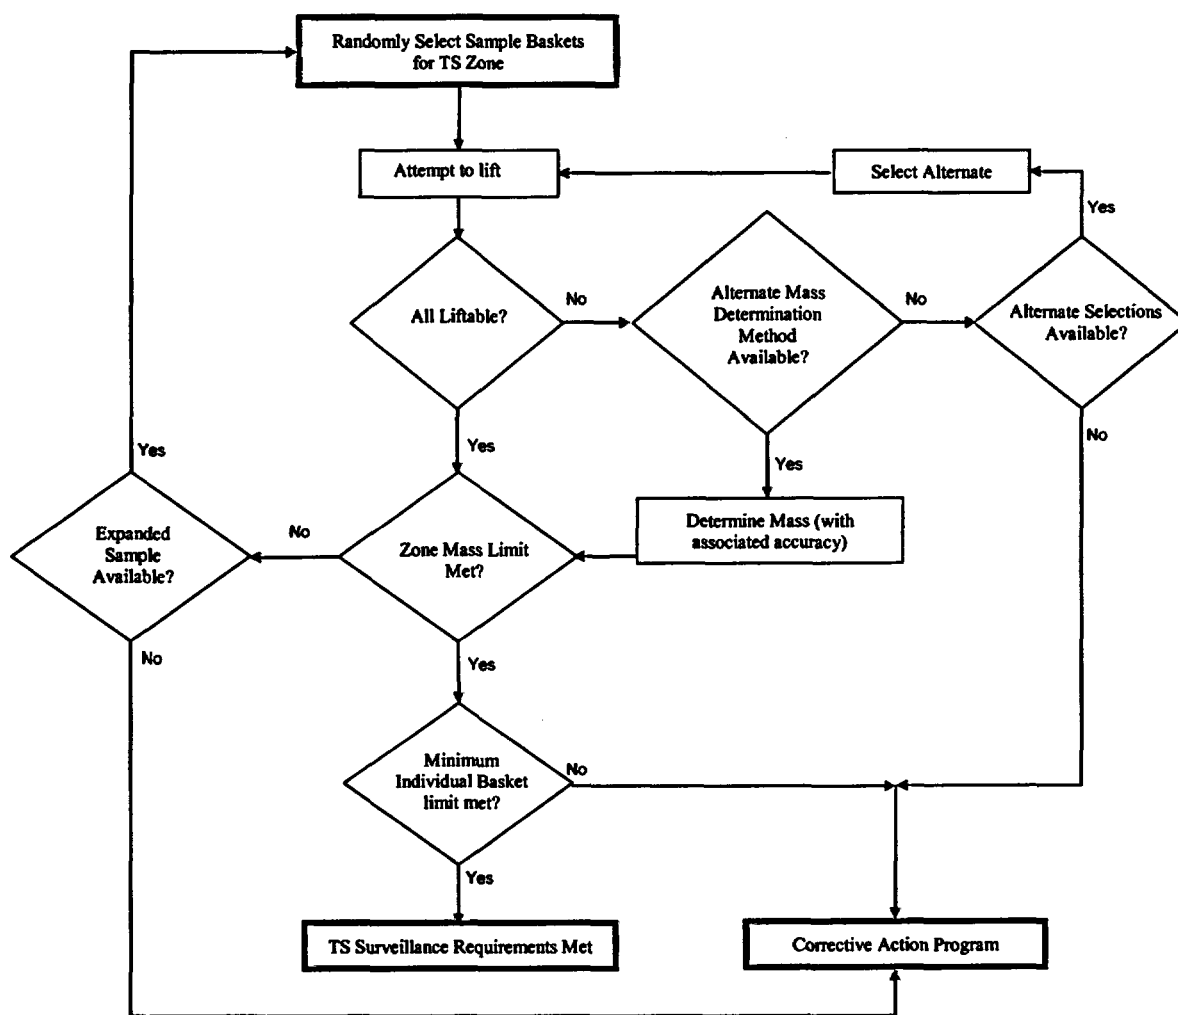 Randomly Select Sample Baskets
for TS Zone
Attempt to lift
Select Alternate
Yes
All Liftable?
No
Alternate Mass
Determination
Method
Available?
No
Alternate Selections
Available?
Yes
Yes
Yes
No
Expanded
Sample
Available?
No
Zone Mass Limit
Met?
Determine Mass (with
associated accuracy)
No
Yes
Minimum
Individual Basket
limit met?
No
Yes
TS Surveillance Requirements Met
Corrective Action Program